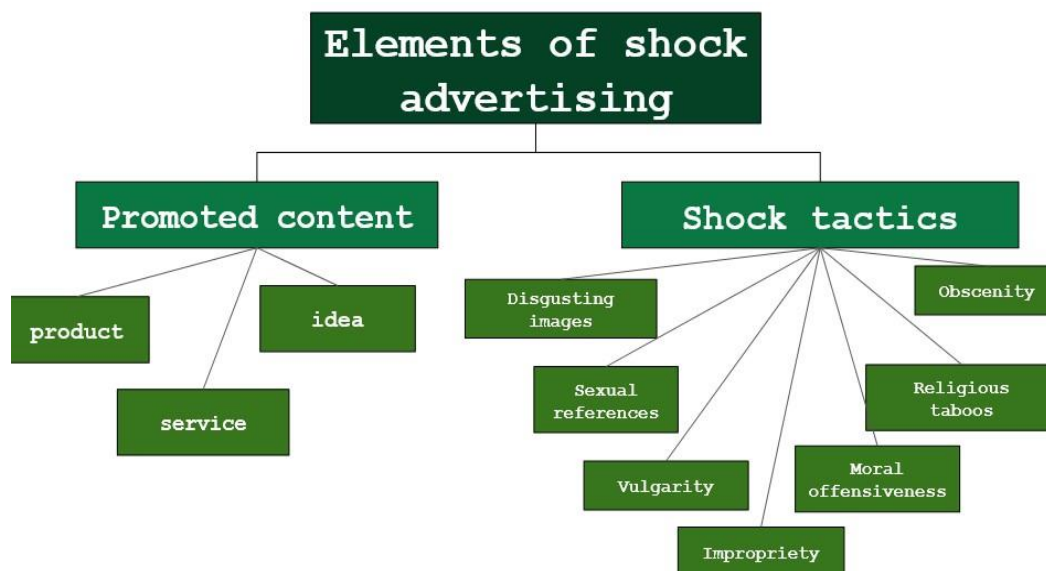 Elements of shock
advertising
Promoted content
Shock tactics
product
service
idea
Disgusting
images
Sexual
references
Vulgarity
Impropriety
Moral
offensiveness
Religious
taboos
Obscenity